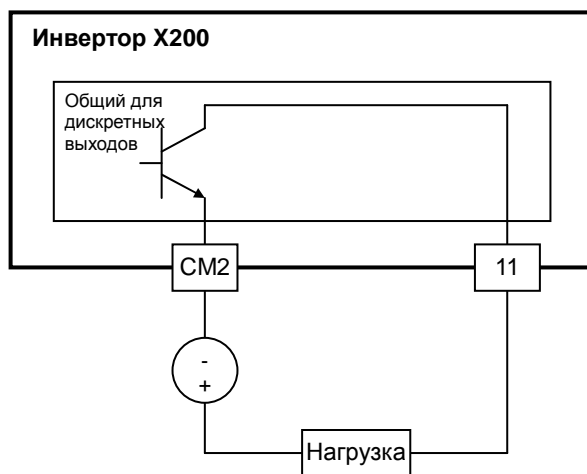 Инвертор X200
Общий для
дискретных
выходов
CM2
11
-
+
Нагрузка